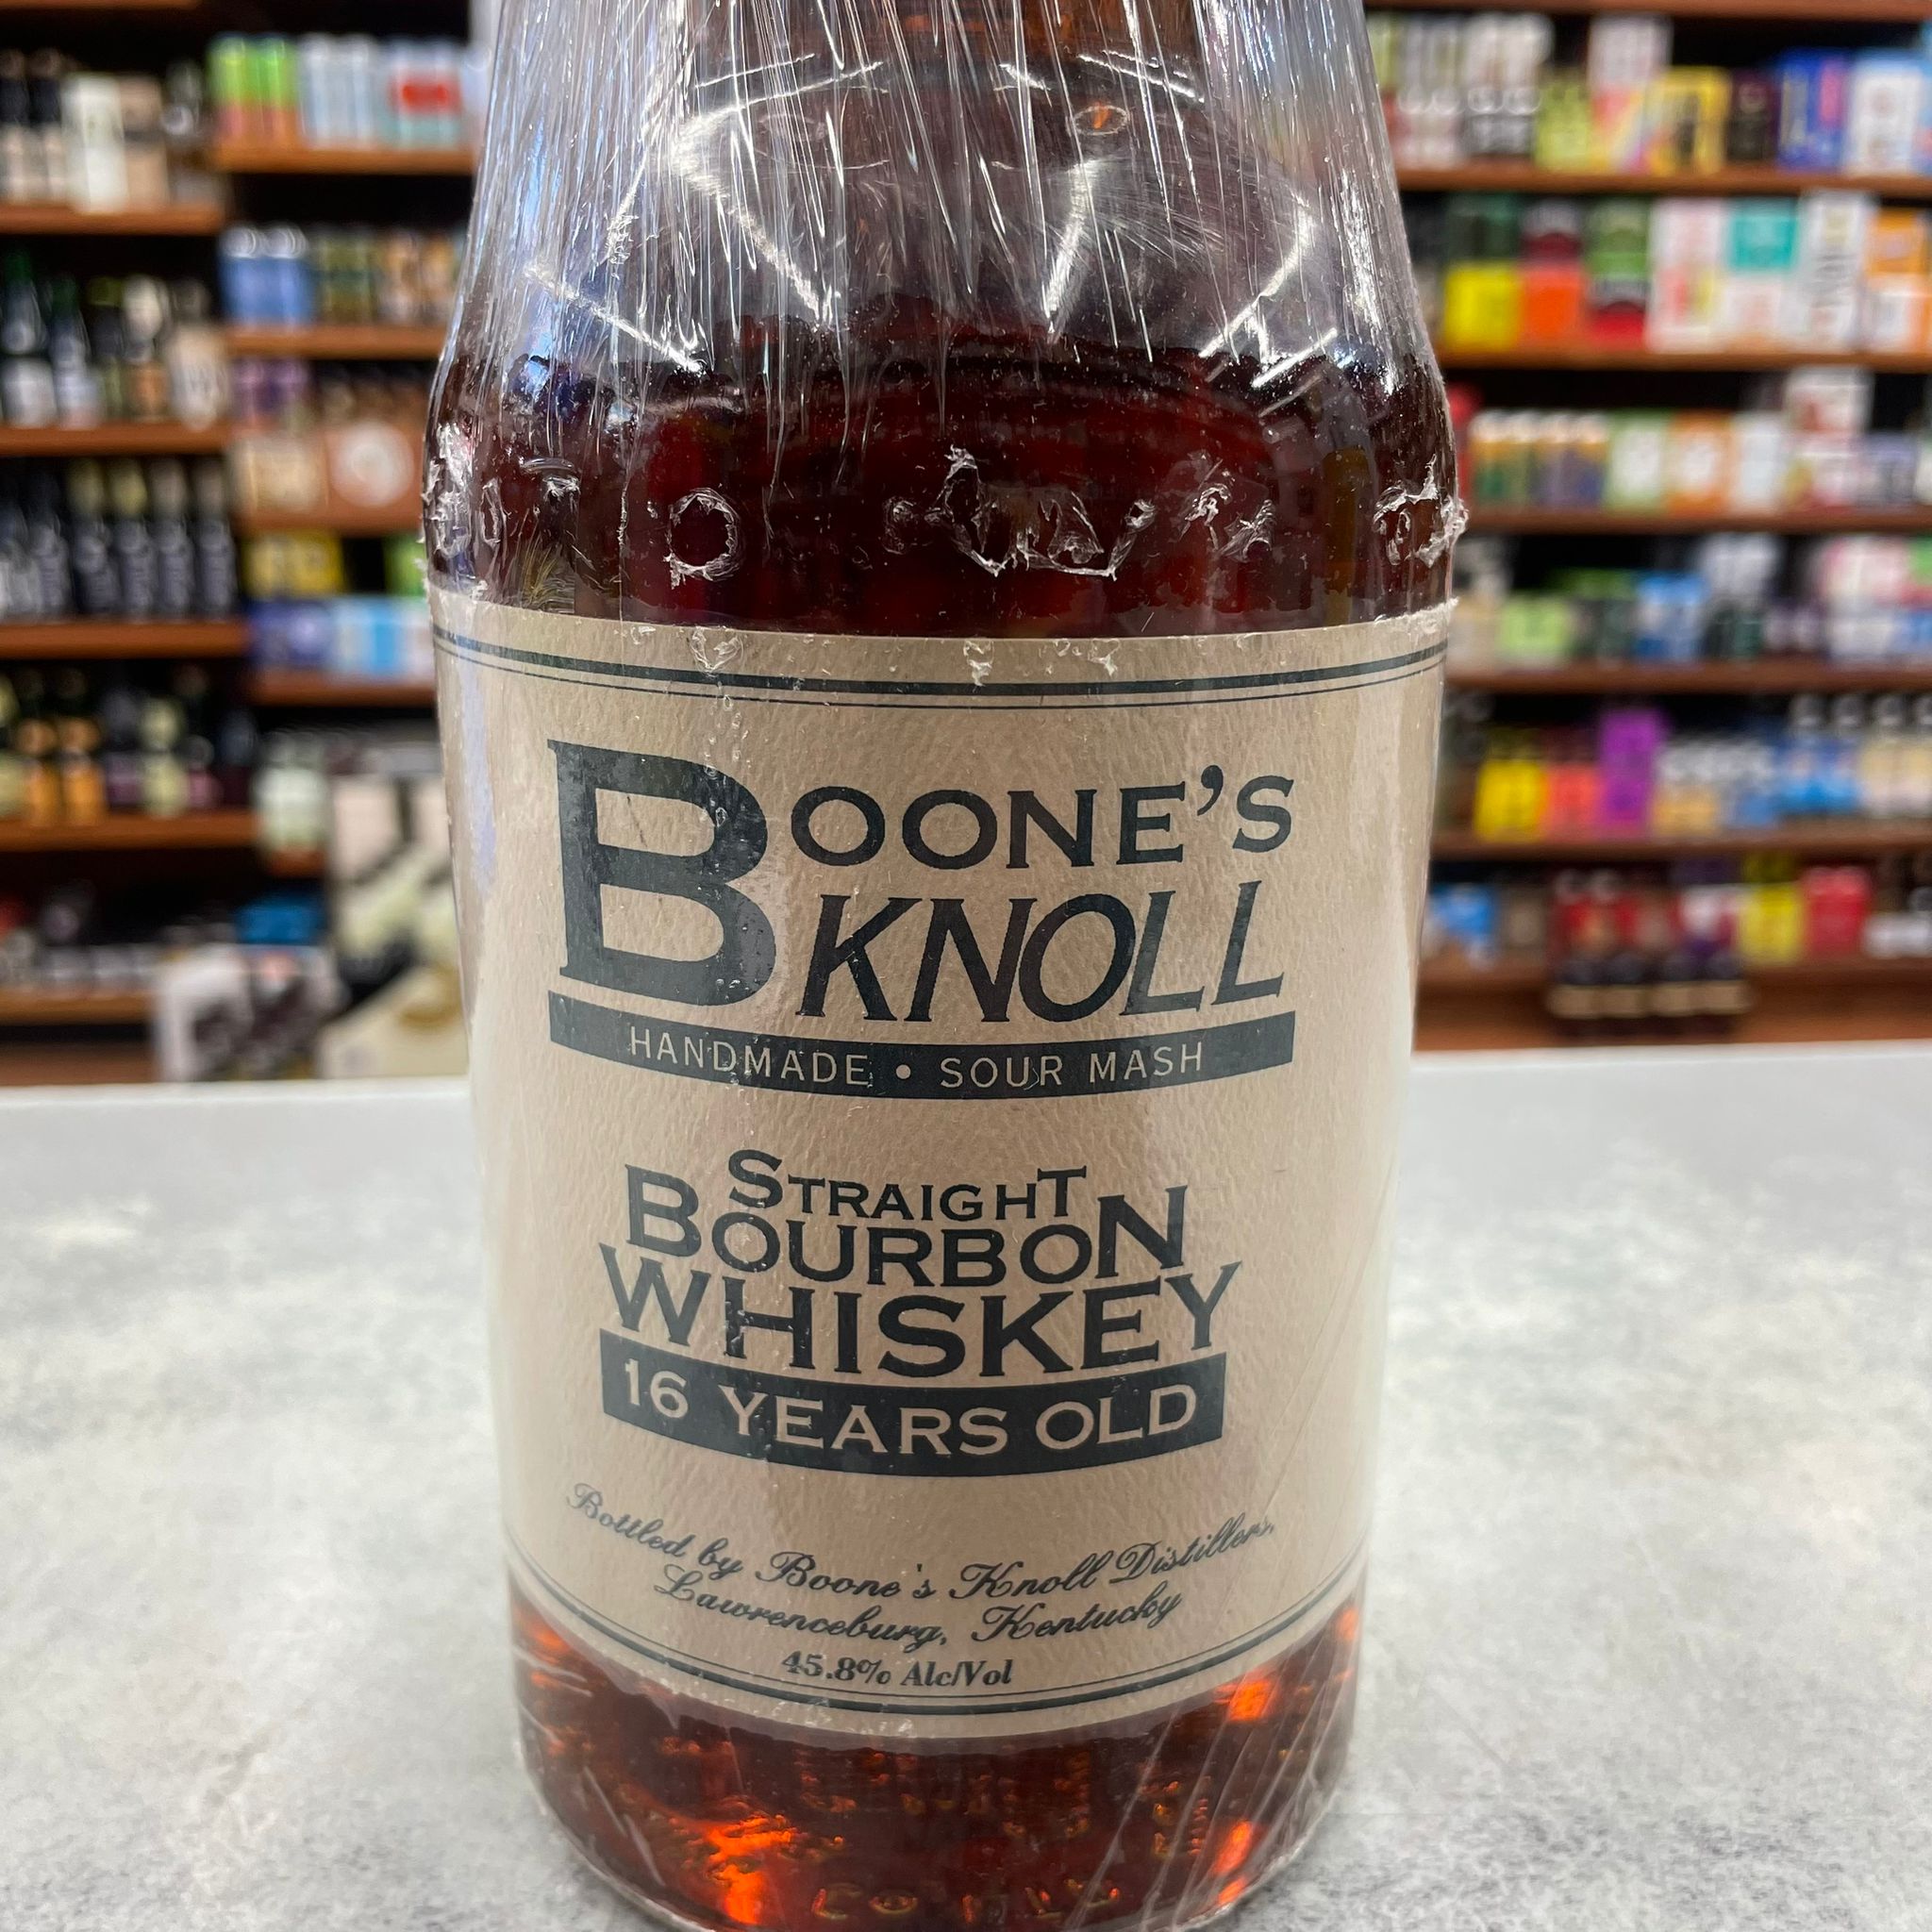 BOONE'S
KNOLL
HANDMADE • SOUR MASH
STRAIGHT
BOURBON
WHISKEY
16 YEARS OLD
Bottled by Boone's Knoll Distillers,
Lawrenceburg, Kentucky
45.8% Alc/Vol